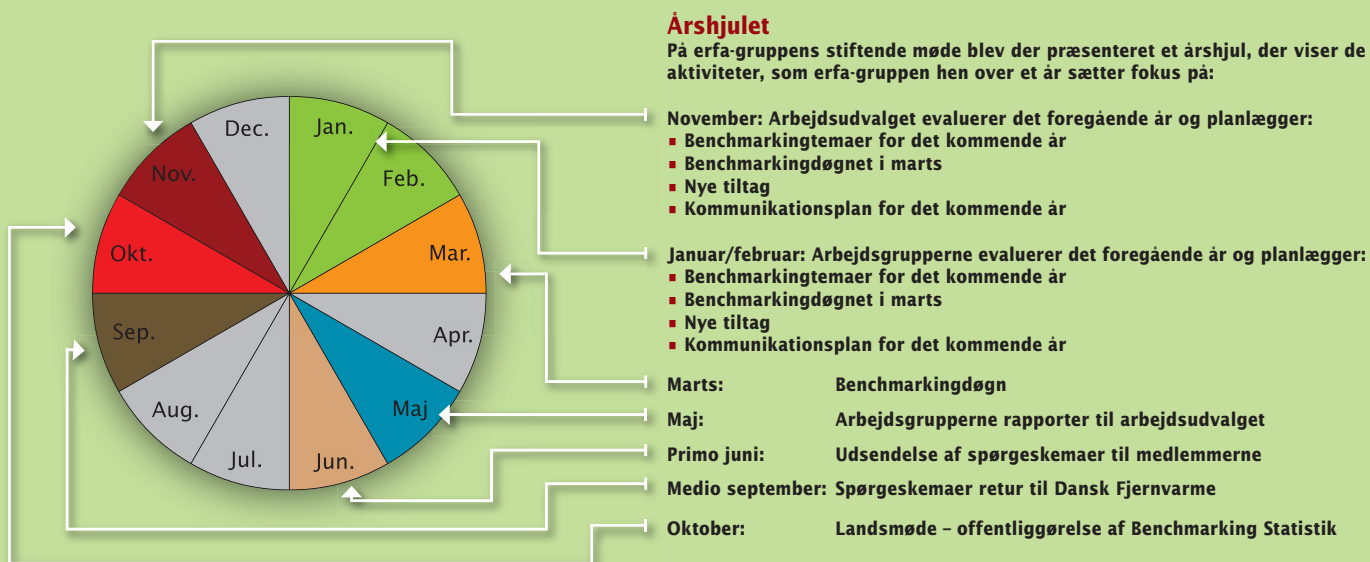 Årshjulet
På erfa-gruppens stiftende møde blev der præsenteret et årshjul, der viser de
aktiviteter, som erfa-gruppen hen over et år sætter fokus på:
November: Arbejdsudvalget evaluerer det foregående år og planlægger:
▪ Benchmarkingtemaer for det kommende år
▪ Benchmarkingdøgnet i marts
▪ Nye tiltag
▪ Kommunikationsplan for det kommende år
Januar/februar: Arbejdsgrupperne evaluerer det foregående år og planlægger:
▪ Benchmarkingtemaer for det kommende år
▪ Benchmarkingdøgnet i marts
▪ Nye tiltag
▪ Kommunikationsplan for det kommende år
Marts: Benchmarkingdøgn
Maj: Arbejdsgrupperne rapporter til arbejdsudvalget
Primo juni: Udsendelse af spørgeskemaer til medlemmerne
Medio september: Spørgeskemaer retur til Dansk Fjernvarme
Oktober: Landsmøde – offentliggørelse af Benchmarking Statistik
Jan.
Feb.
Mar.
Apr.
Maj
Jun.
Jul.
Aug.
Sep.
Okt.
Nov.
Dec.